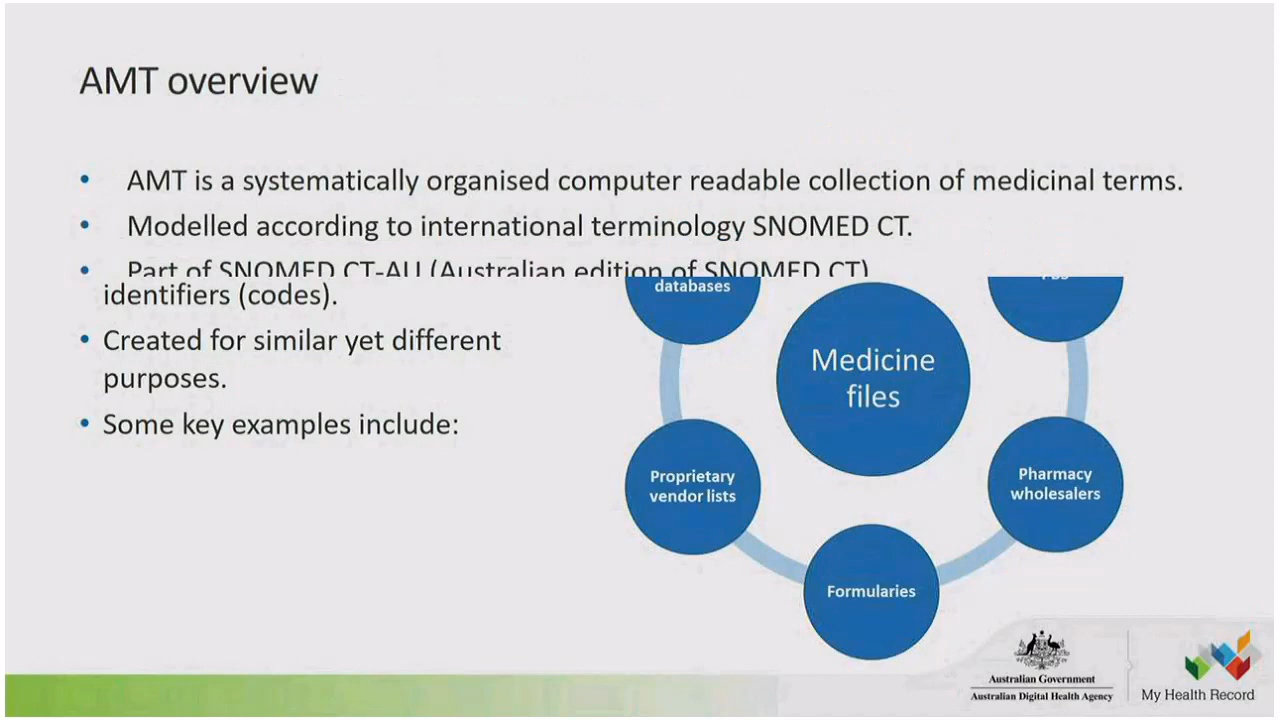 AMT overview
• AMT is a systematically organised computer readable collection of medicinal terms.
• Modelled according to international terminology SNOMED CT.
• Part of SNOMED CT-AU (Australian edition of SNOMED CT)
identifiers (codes).
• Created for similar yet different
purposes.
• Some key examples include:
databases
Medicine
files
Proprietary
vendor lists
Pharmacy
wholesalers
Formularies
Australian Government
Australian Digital Health Agency
My Health Record